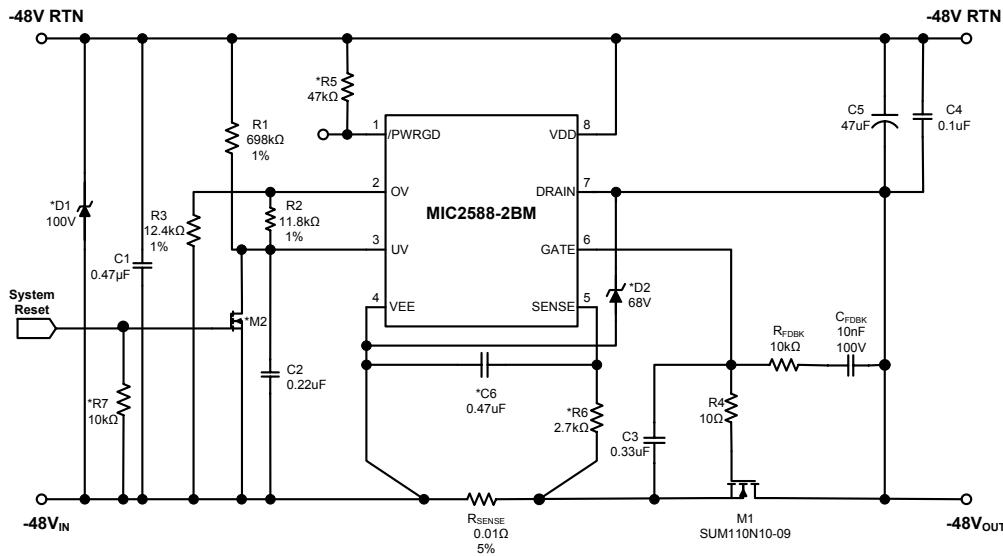 -48V RTN
-48V RTN
*R5
47kΩ
R1
698kΩ
1%
1
/PWRGD
VDD
8
C5
47uF
C4
0.1uF
2
OV
DRAIN
7
MIC2588-2BM
*D1
100V
R3
12.4kΩ
1%
R2
11.8kΩ
1%
3
UV
GATE
6
C1
0.47µF
*D2
68V
System
Reset
*M2
4
VEE
SENSE
5
RFDBK
10kΩ
CFDBK
10nF
100V
C2
0.22uF
*R7
10kΩ
*C6
0.47uF
*R6
2.7kΩ
R4
10Ω
C3
0.33uF
-48VIN
RSENSE
0.01Ω
5%
M1
SUM110N10-09
-48VOUT